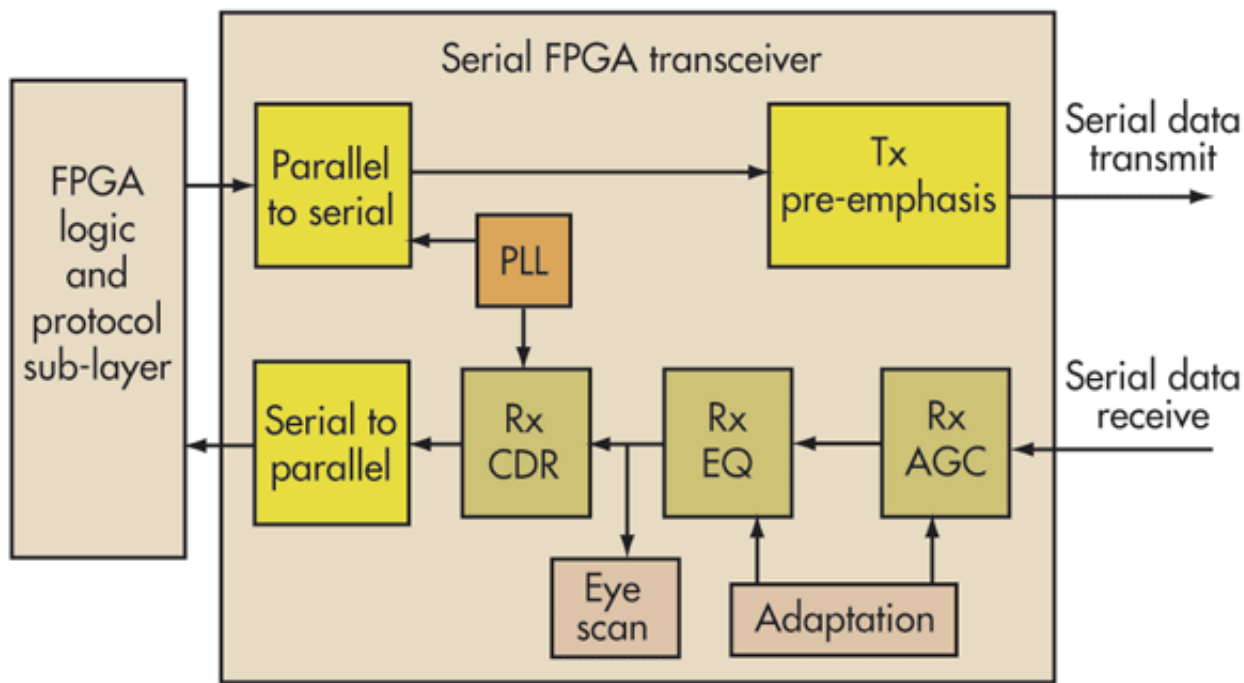 Serial FPGA transceiver
FPGA
logic
and
protocol
sub-layer
Parallel
to serial
Tx
pre-emphasis
Serial data
transmit
PLL
Serial to
parallel
Rx
CDR
Rx
EQ
Rx
AGC
Serial data
receive
Eye
scan
Adaptation